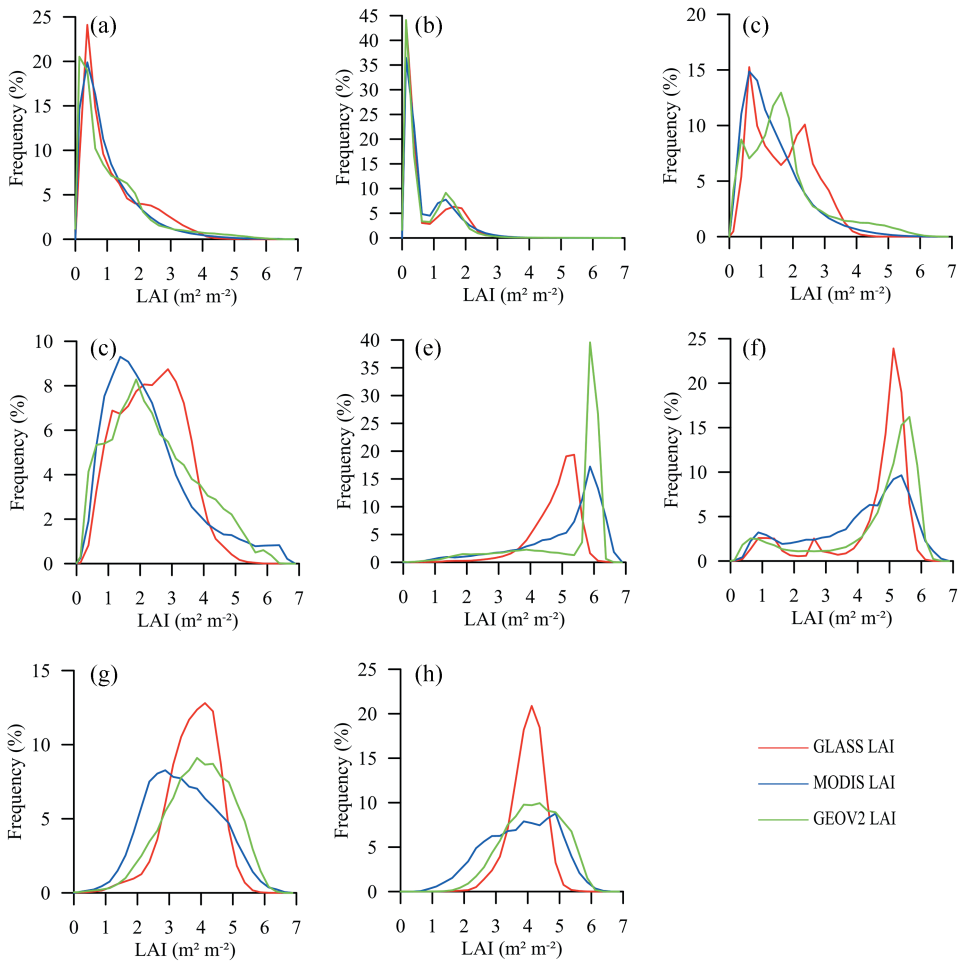 (a)
25
20
15
10
5
0
Frequency (%)
0 1 2 3 4 5 6 7
LAI (m² m⁻²)
(b)
45
40
35
30
25
20
15
10
5
0
Frequency (%)
0 1 2 3 4 5 6 7
LAI (m² m⁻²)
(c)
20
15
10
5
0
Frequency (%)
0 1 2 3 4 5 6 7
LAI (m² m⁻²)
(c)
10
8
6
4
2
0
Frequency (%)
0 1 2 3 4 5 6 7
LAI (m² m⁻²)
(e)
40
35
30
25
20
15
10
5
0
Frequency (%)
0 1 2 3 4 5 6 7
LAI (m² m⁻²)
(f)
25
20
15
10
5
0
Frequency (%)
0 1 2 3 4 5 6 7
LAI (m² m⁻²)
(g)
15
10
5
0
Frequency (%)
0 1 2 3 4 5 6 7
LAI (m² m⁻²)
(h)
25
20
15
10
5
0
Frequency (%)
0 1 2 3 4 5 6 7
LAI (m² m⁻²)
GLASS LAI
MODIS LAI
GEOV2 LAI